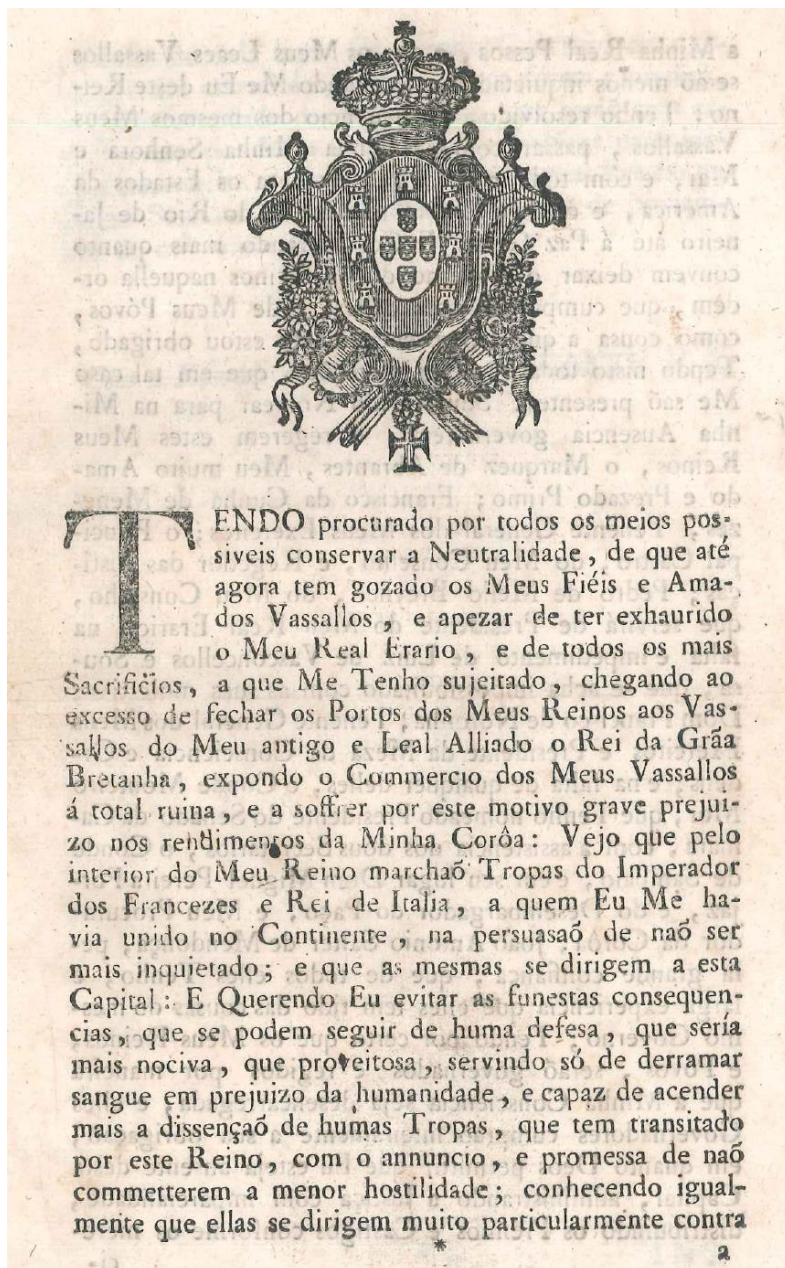 TENDO procurado por todos os meios pos-
siveis conservar a Neutralidade, de que até
agora tem gozado os Meus Fiéis e Ama-
dos Vassallos, e apezar de ter exhaurido
o Meu Real Erario, e de todos os mais
Sacrificios, a que Me Tenho sujeitado, chegando ao
excesso de fechar os Portos dos Meus Reinos aos Vas-
sallos do Meu antigo e Leal Alliado o Rei da Grãa
Bretanha, expondo o Commercio dos Meus Vassallos
á total ruina, e a soffrer por este motivo grave prejui-
zo nos rendimentos da Minha Corôa: Vejo que pelo
interior do Meu Reino marchaõ Tropas do Imperador
dos Francezes e Rei de Italia, a quem Eu Me ha-
via unido no Continente, na persuasaõ de naõ ser
mais inquietado; e que as mesmas se dirigem a esta
Capital: E Querendo Eu evitar as funestas consequen-
cias, que se podem seguir de huma defesa, que sería
mais nociva, que proveitosa, servindo só de derramar
sangue em prejuizo da humanidade, e capaz de acender
mais a dissençaõ de humas Tropas, que tem transitado
por este Reino, com o annuncio, e promessa de naõ
commetterem a menor hostilidade; conhecendo igual-
mente que ellas se dirigem muito particularmente contra
* a